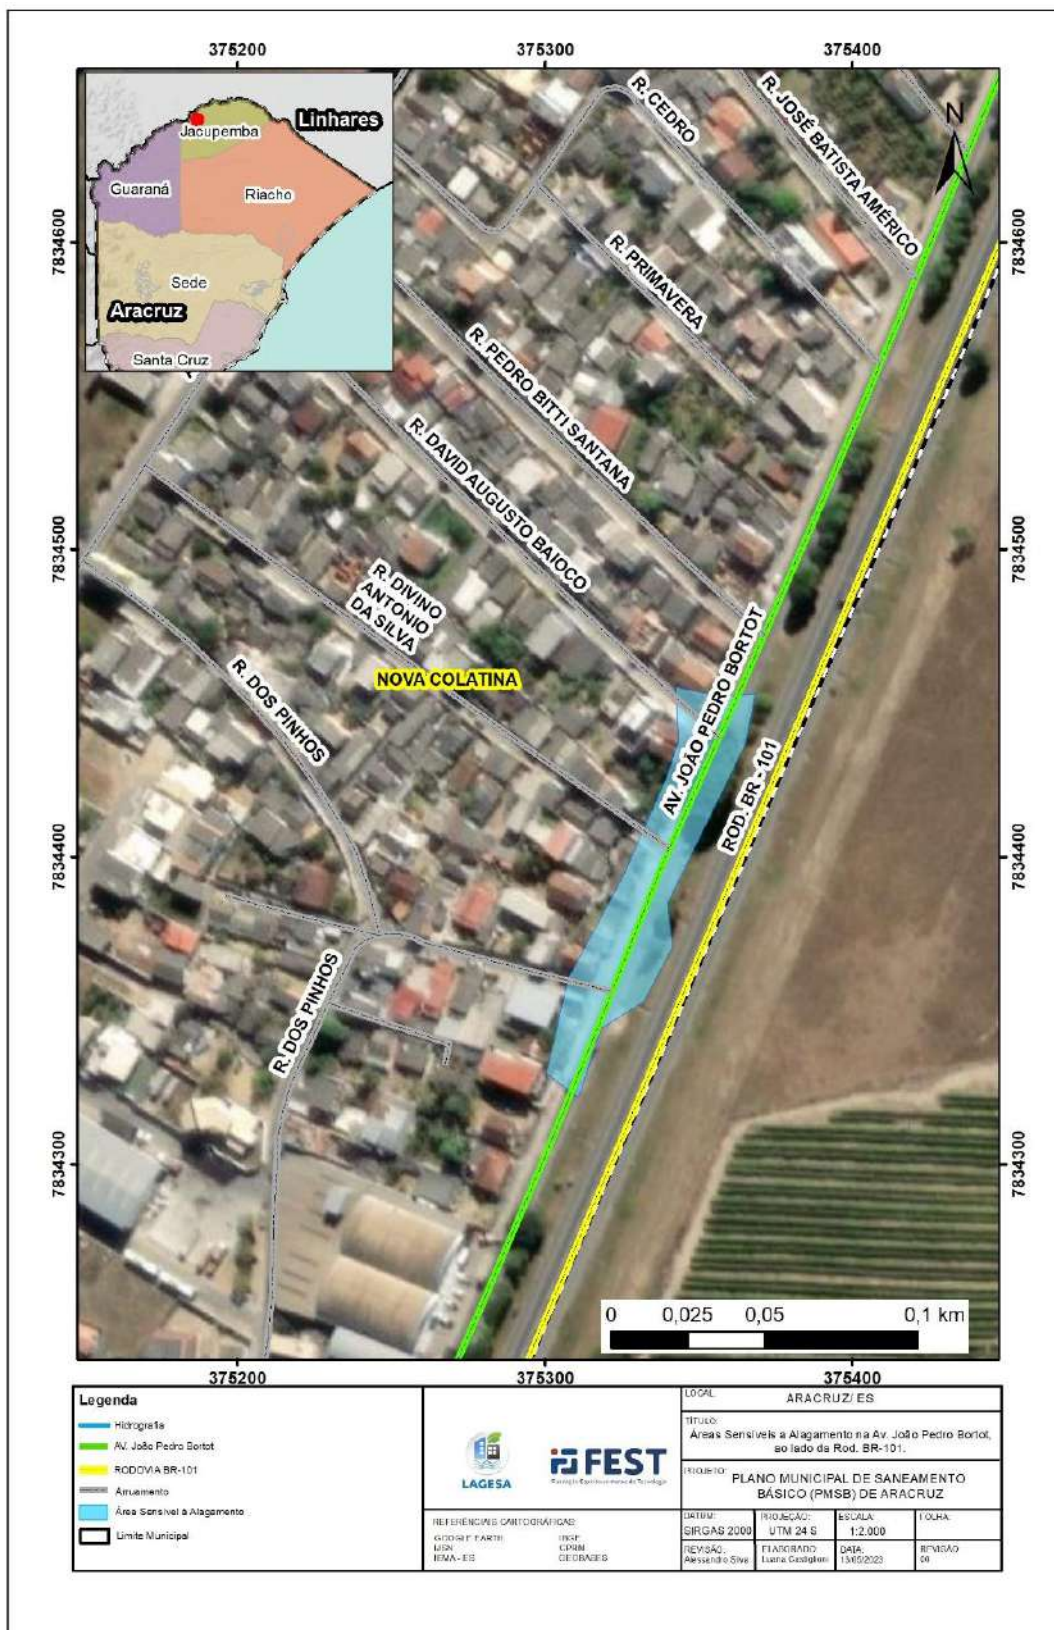 375200
375300
375400
Linhares
Jacupemba
Guaraná
Riacho
Sede
Aracruz
Santa Cruz
R. CEDRO
R. JOSÉ BATISTA AMÉRICO
N
R. PRIMAVERA
R. PEDRO BITTI SANTANA
R. DAVID AUGUSTO BAIOCO
R. DIVINO
ANTONIO
DA SILVA
NOVA COLATINA
R. DOS PINHOS
AV. JOÃO PEDRO BORTOT
ROD. BR - 101
R. DOS PINHOS
7834600
7834500
7834400
7834300
7834600
7834500
7834400
7834300
0 0,025 0,05 0,1 km
375200
375300
375400
Legenda
Hidrografia
AV. João Pedro Bortot
RODOVIA BR-101
Arruamento
Área Sensível à Alagamento
Limite Municipal
LAGESA
FEST
REFERÊNCIAS CARTOGRÁFICAS:
GOOGLE EARTH
IJSN
IEMA - ES
IBGE
CPRM
GEOBASES
LOCAL:
ARACRUZ/ ES
TÍTULO:
Áreas Sensíveis a Alagamento na Av. João Pedro Bortot,
ao lado da Rod. BR-101.
PROJETO:
PLANO MUNICIPAL DE SANEAMENTO
BÁSICO (PMSB) DE ARACRUZ
DATUM:
SIRGAS 2000
PROJEÇÃO:
UTM 24 S
ESCALA:
1:2.000
FOLHA:
REVISÃO:
Alessandro Silva
ELABORADO:
Luana Castiglioni
DATA:
13/05/2023
REVISÃO